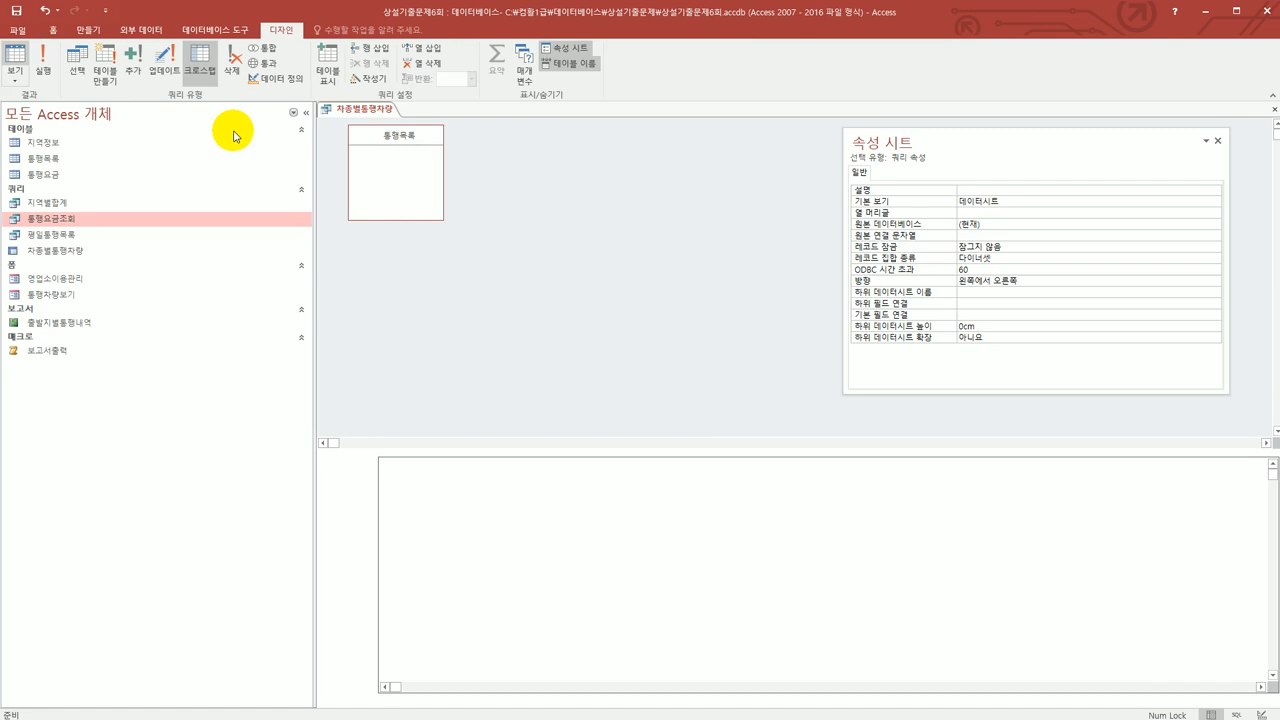 상설기출문제6회 : 데이터베이스- C:₩컴활1급₩데이터베이스₩상설기출문제₩상설기출문제6회.accdb (Access 2007 - 2016 파일 형식) - Access
파일 홈 만들기 외부 데이터 데이터베이스 도구 디자인 수행할 작업을 알려 주세요.
보기 실행 선택 테이블 만들기 추가 업데이트 크로스탭 삭제 통합 통과 데이터 정의 테이블 표시 행 삽입 행 삭제 작성기 열 삽입 열 삭제 반환: 요약 매개 변수 속성 시트 테이블 이름
결과 쿼리 유형 쿼리 설정 표시/숨기기
모든 Access 개체
테이블
지역정보
통행목록
통행요금
쿼리
지역별합계
통행요금조회
평일통행목록
차종별통행차량
폼
영업소이용관리
통행차량보기
보고서
출발지별통행내역
매크로
보고서출력
차종별통행차량
통행목록
속성 시트
선택 유형: 쿼리 속성
일반
설명
기본 보기 데이터시트
열 머리글
원본 데이터베이스 (현재)
원본 연결 문자열
레코드 잠금 잠그지 않음
레코드 집합 종류 다이너셋
ODBC 시간 초과 60
방향 왼쪽에서 오른쪽
하위 데이터시트 이름
하위 필드 연결
기본 필드 연결
하위 데이터시트 높이 0cm
하위 데이터시트 확장 아니요
준비 Num Lock SQL